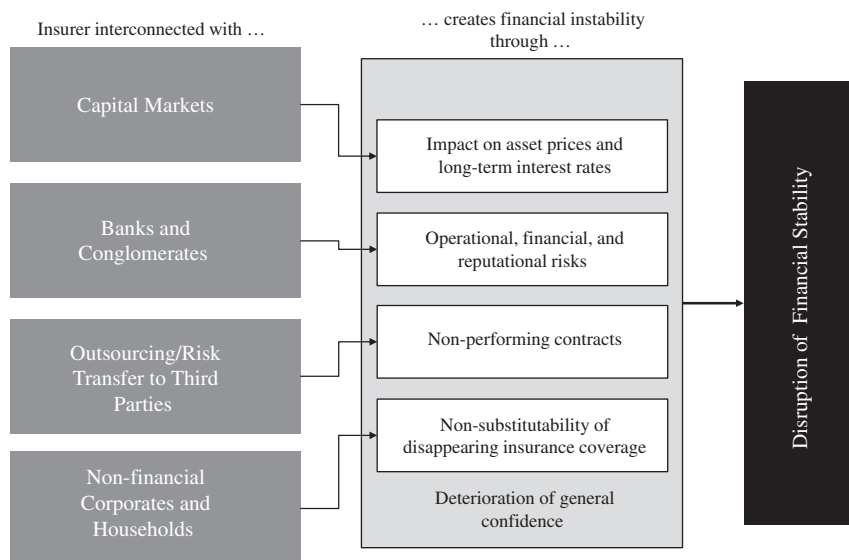 Insurer interconnected with …
… creates financial instability
through …
Capital Markets
Impact on asset prices and
long-term interest rates
Banks and
Conglomerates
Operational, financial, and
reputational risks
Outsourcing/Risk
Transfer to Third
Parties
Non-performing contracts
Non-financial
Corporates and
Households
Non-substitutability of
disappearing insurance coverage
Deterioration of general
confidence
Disruption of Financial Stability